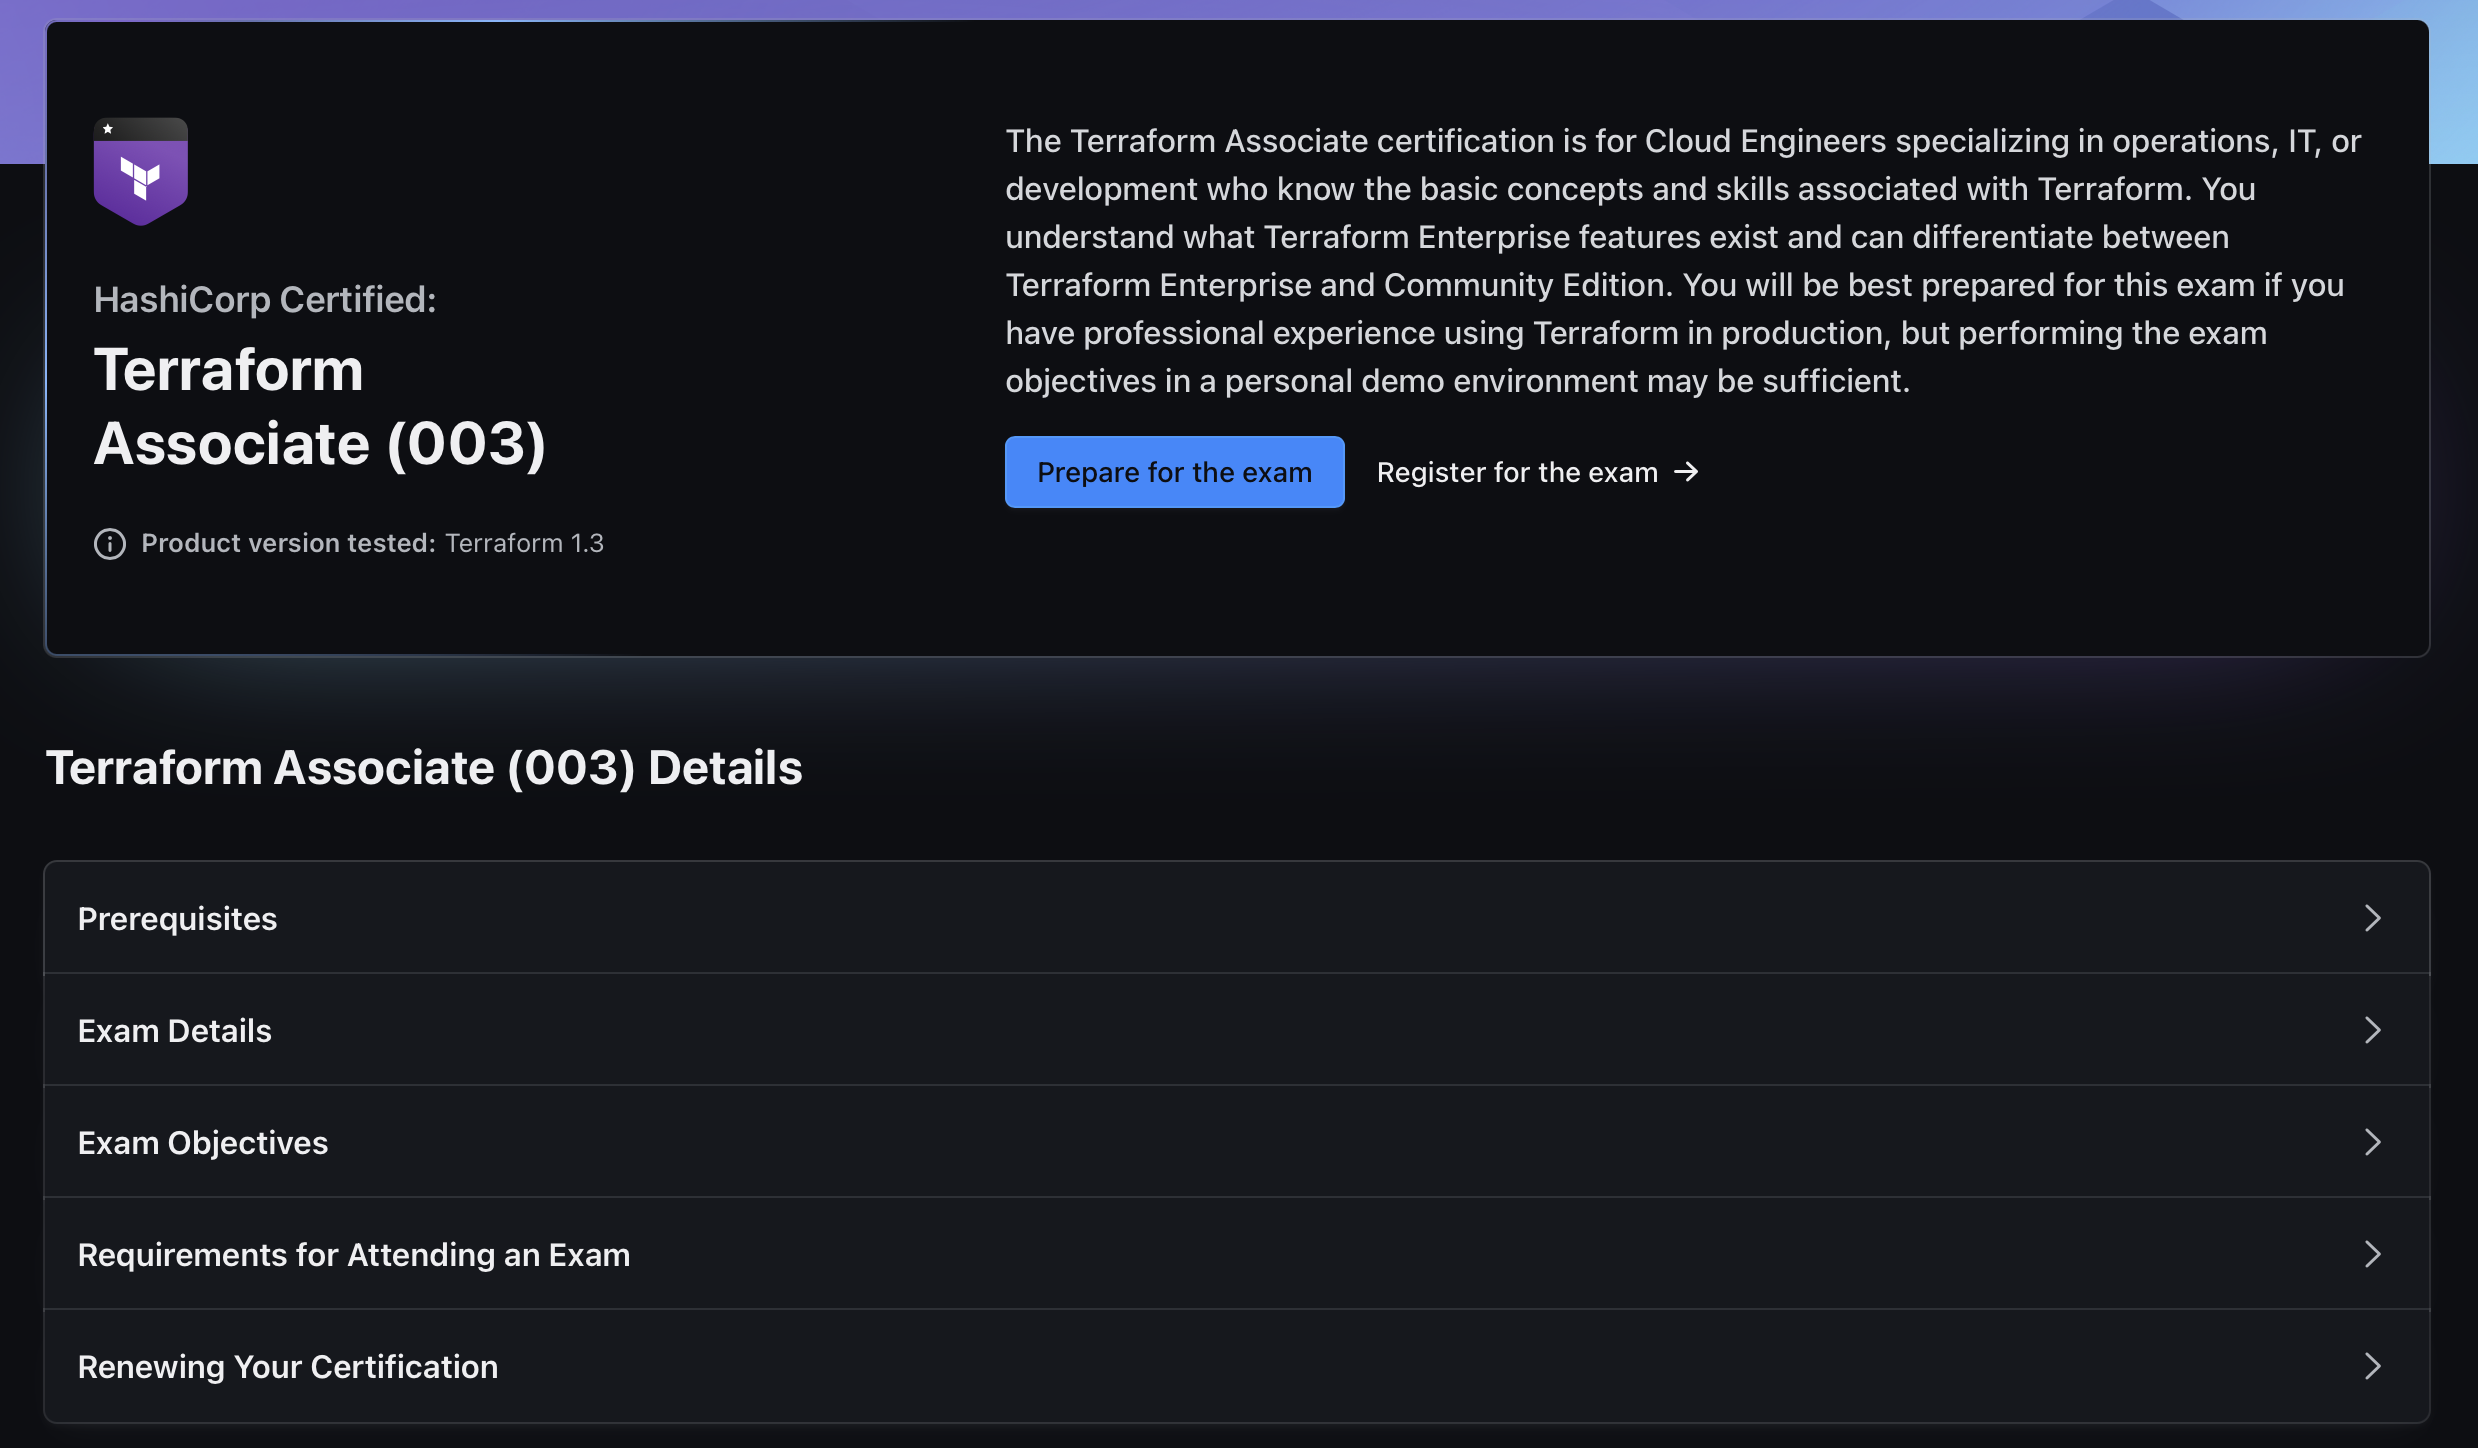 HashiCorp Certified:
Terraform
Associate (003)
Product version tested: Terraform 1.3
The Terraform Associate certification is for Cloud Engineers specializing in operations, IT, or
development who know the basic concepts and skills associated with Terraform. You
understand what Terraform Enterprise features exist and can differentiate between
Terraform Enterprise and Community Edition. You will be best prepared for this exam if you
have professional experience using Terraform in production, but performing the exam
objectives in a personal demo environment may be sufficient.
Prepare for the exam
Register for the exam →
Terraform Associate (003) Details
Prerequisites
Exam Details
Exam Objectives
Requirements for Attending an Exam
Renewing Your Certification